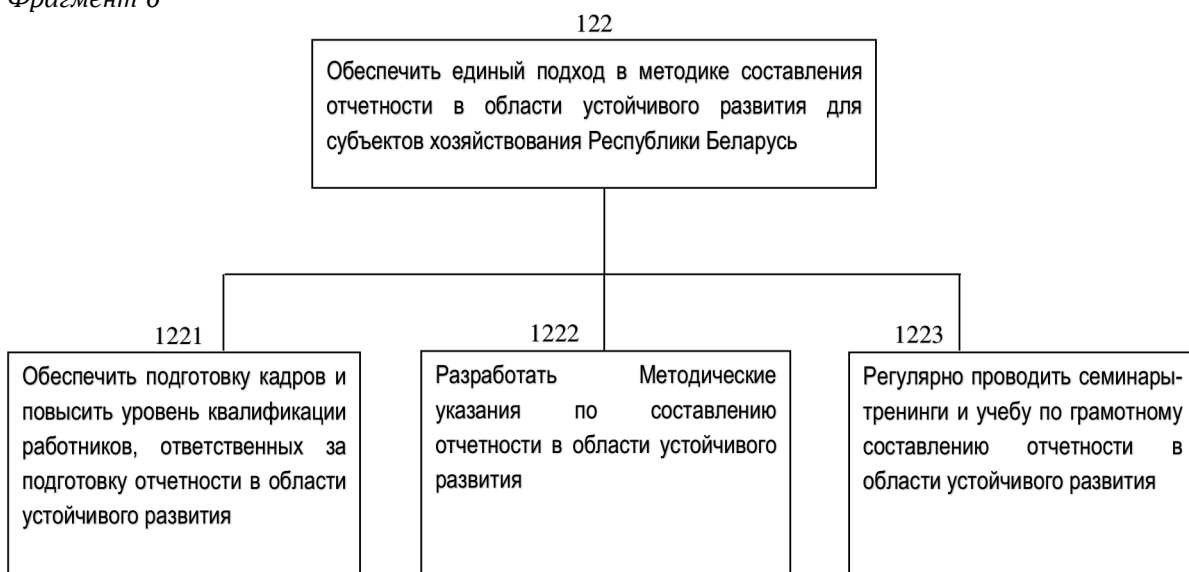 Фрагмент 6
122
Обеспечить единый подход в методике составления
отчетности в области устойчивого развития для
субъектов хозяйствования Республики Беларусь
1221
Обеспечить подготовку кадров и
повысить уровень квалификации
работников, ответственных за
подготовку отчетности в области
устойчивого развития
1222
Разработать Методические
указания по составлению
отчетности в области устойчивого
развития
1223
Регулярно проводить семинары-
тренинги и учебу по грамотному
составлению отчетности в
области устойчивого развития